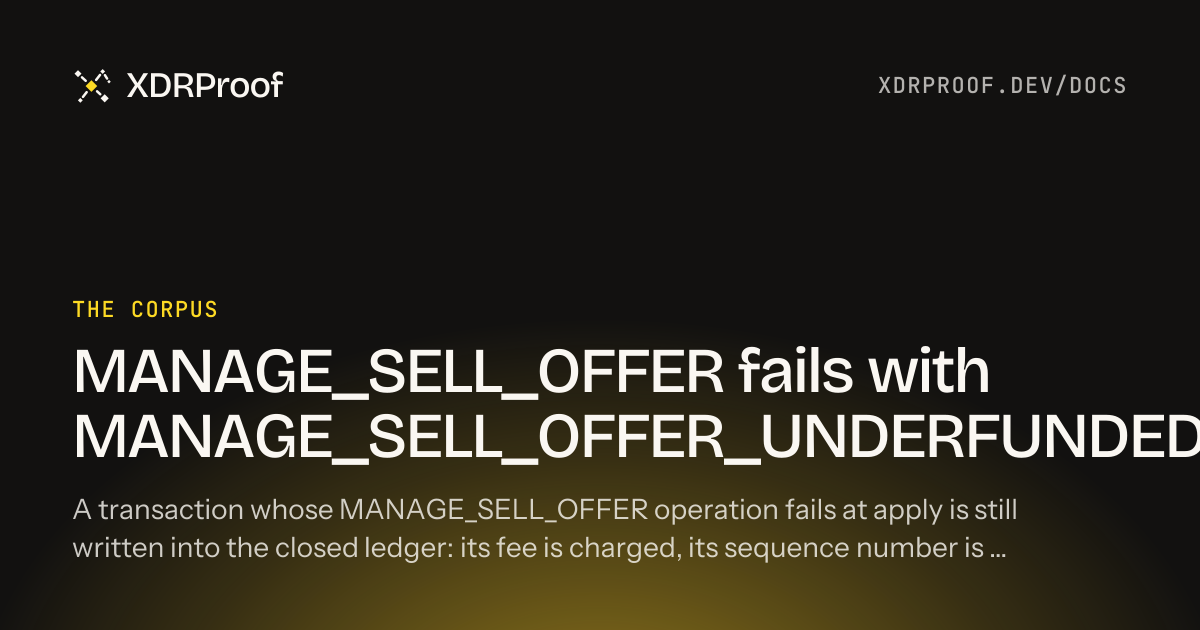 XDRProof
XDRPROOF.DEV/DOCS
THE CORPUS
MANAGE_SELL_OFFER fails with
MANAGE_SELL_OFFER_UNDERFUNDED
A transaction whose MANAGE_SELL_OFFER operation fails at apply is still
written into the closed ledger: its fee is charged, its sequence number is ...